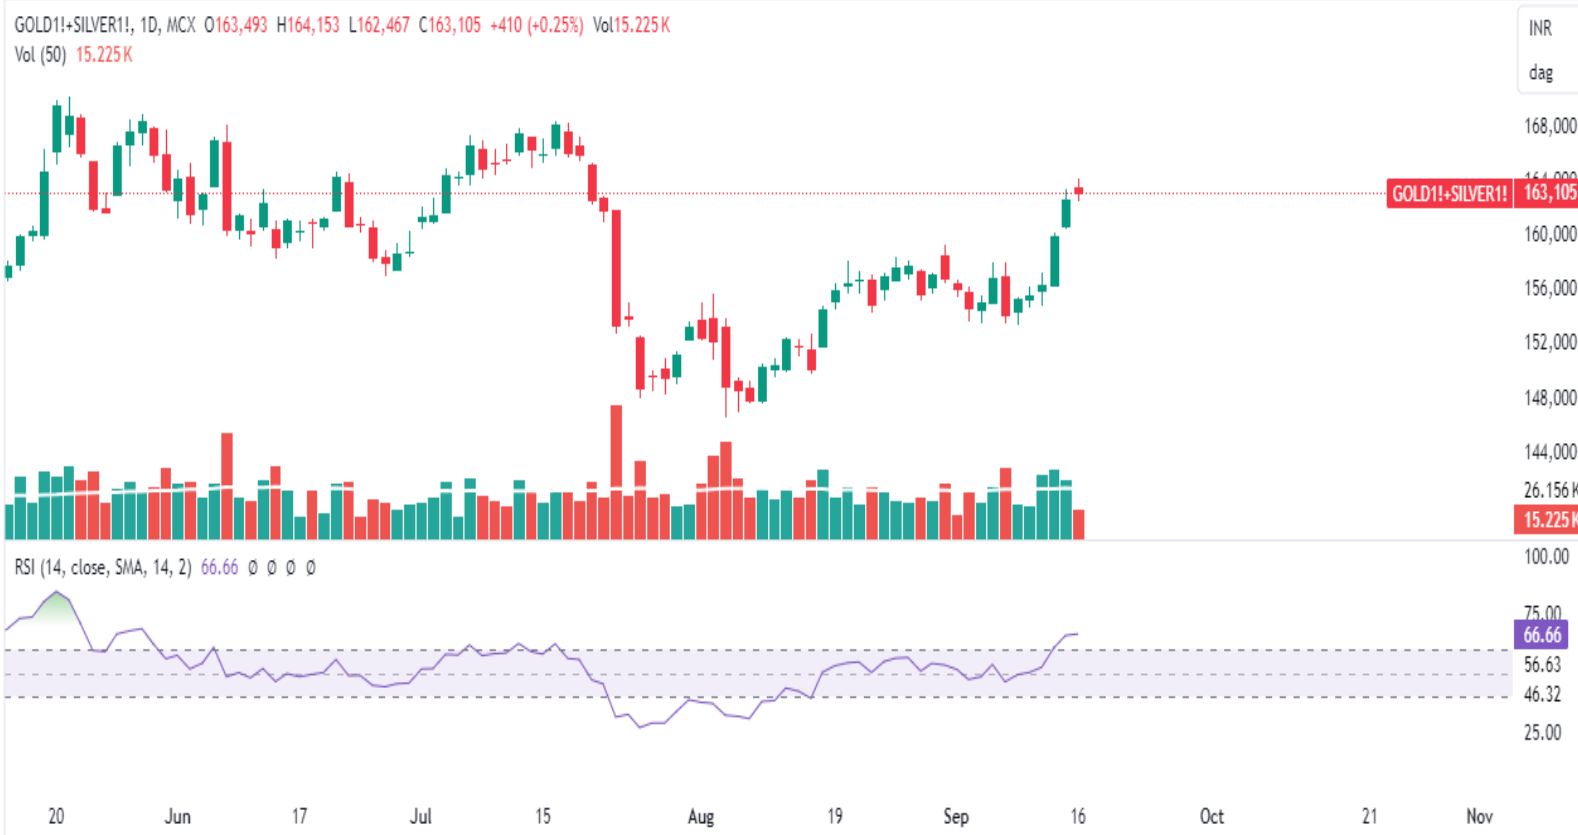 GOLD1!+SILVER1!, 1D, MCX O163,493 H164,153 L162,467 C163,105 +410 (+0.25%) Vol15.225K
Vol (50) 15.225K
INR
dag
168,000
164,000
GOLD1!+SILVER1! 163,105
160,000
156,000
152,000
148,000
144,000
26.156K
15.225K
RSI (14, close, SMA, 14, 2) 66.66 Ø Ø Ø Ø
100.00
75.00
66.66
56.63
46.32
25.00
20 Jun 17 Jul 15 Aug 19 Sep 16 Oct 21 Nov